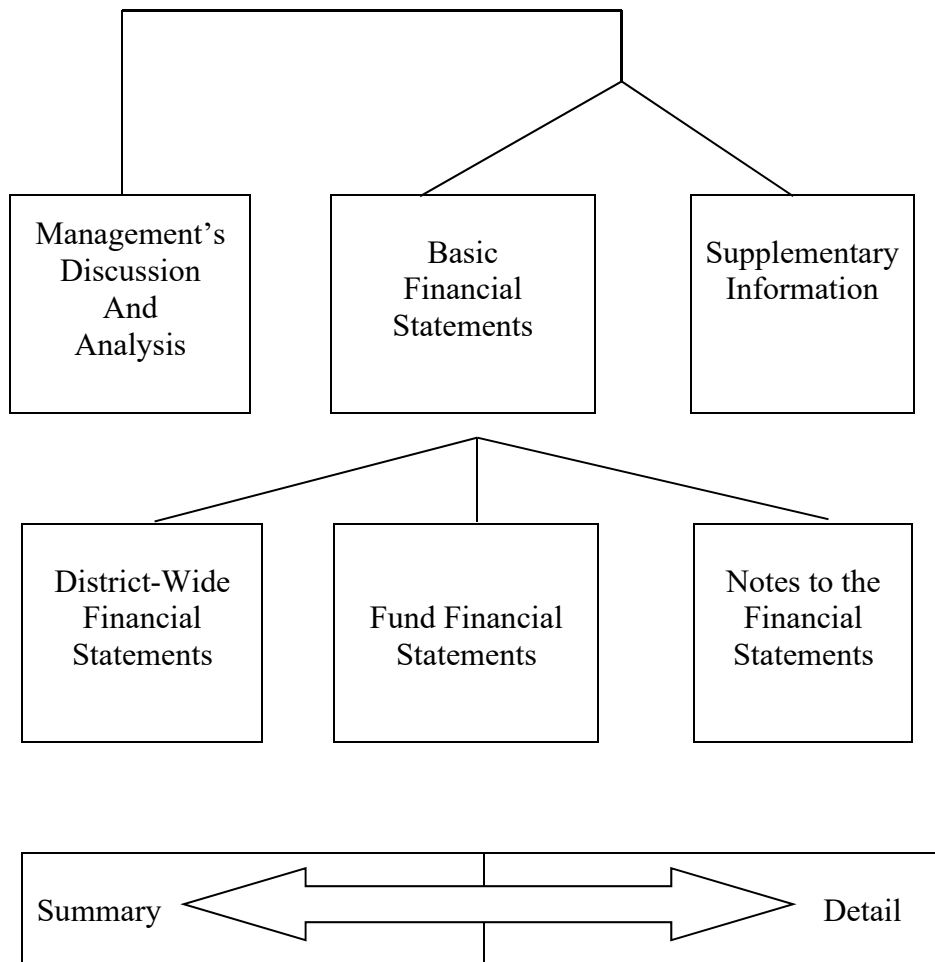 Management’s
Discussion
And
Analysis
Basic
Financial
Statements
Supplementary
Information
District-Wide
Financial
Statements
Fund Financial
Statements
Notes to the
Financial
Statements
Summary
Detail